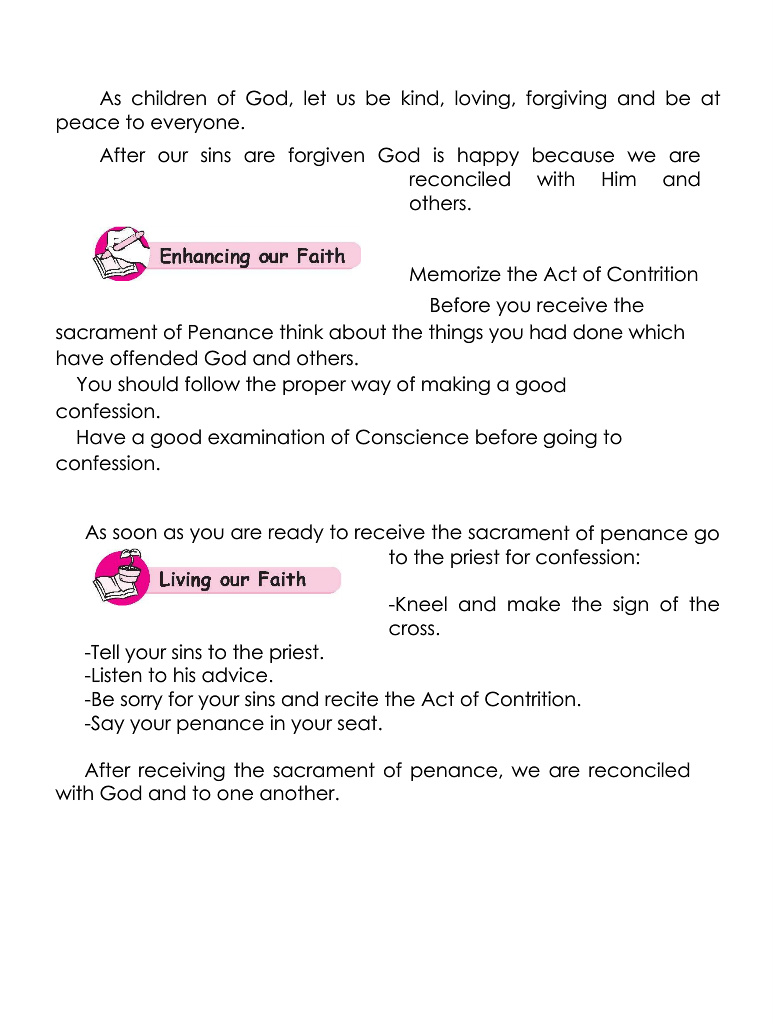 As children of God, let us be kind, loving, forgiving and be at
peace to everyone.
After our sins are forgiven God is happy because we are
reconciled with Him and
others.
Enhancing our Faith
Memorize the Act of Contrition
Before you receive the
sacrament of Penance think about the things you had done which
have offended God and others.
You should follow the proper way of making a good
confession.
Have a good examination of Conscience before going to
confession.
As soon as you are ready to receive the sacrament of penance go
to the priest for confession:
Living our Faith
-Kneel and make the sign of the
cross.
-Tell your sins to the priest.
-Listen to his advice.
-Be sorry for your sins and recite the Act of Contrition.
-Say your penance in your seat.
After receiving the sacrament of penance, we are reconciled
with God and to one another.